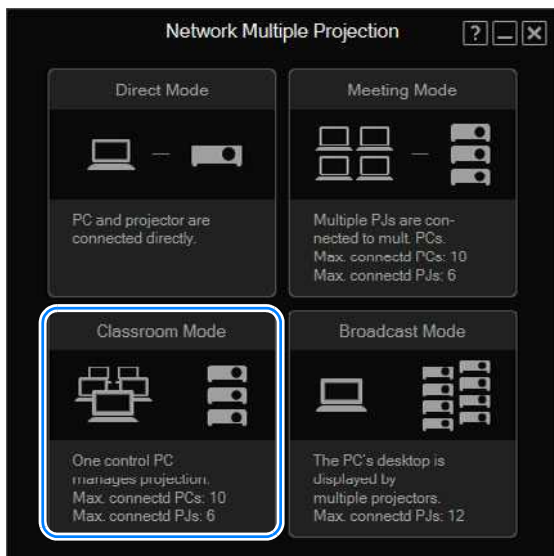 Network Multiple Projection
?
Direct Mode
PC and projector are
connected directly.
Meeting Mode
Multiple PJs are con-
nected to mult. PCs.
Max. connectd PCs: 10
Max. connectd PJs: 6
Classroom Mode
One control PC
manages projection.
Max. connectd PCs: 10
Max. connectd PJs: 6
Broadcast Mode
The PC's desktop is
displayed by
multiple projectors.
Max. connectd PJs: 12